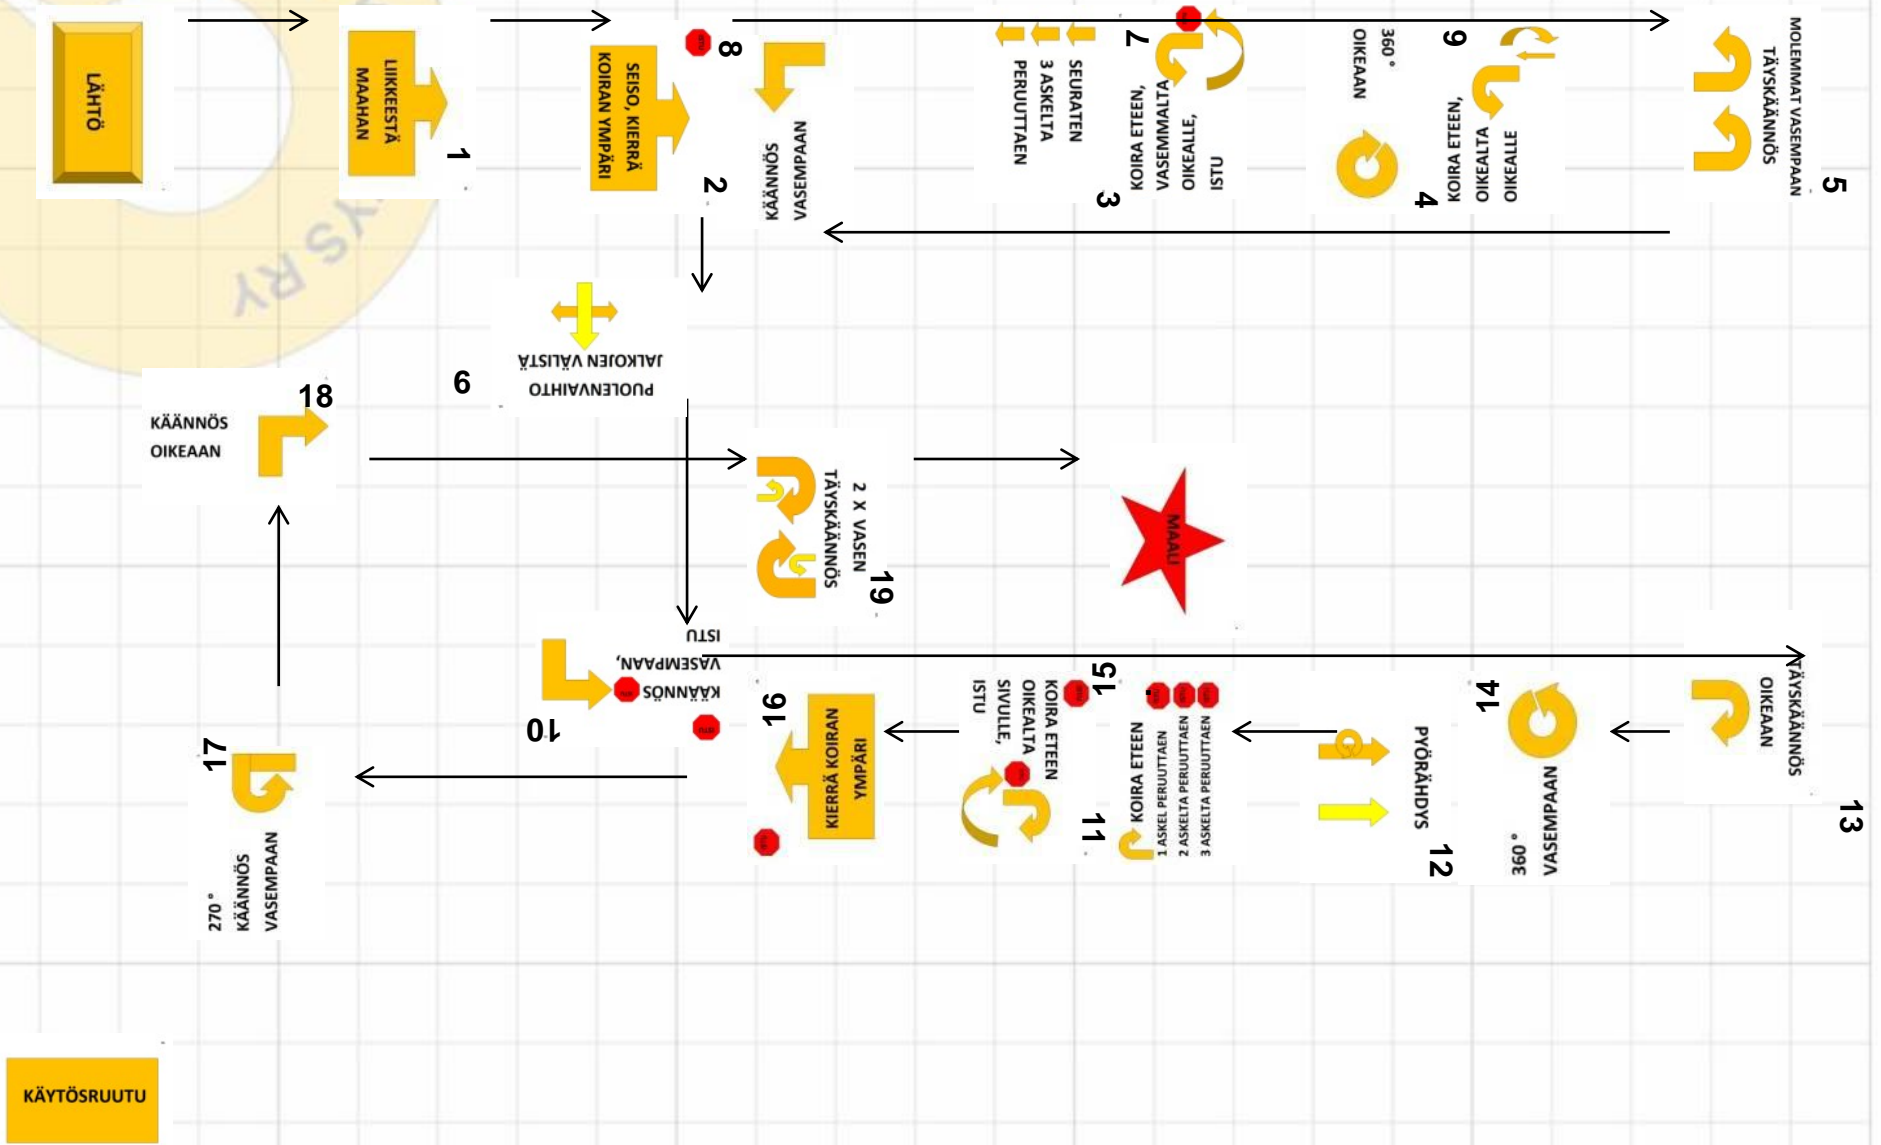 LÄHTÖ
LIIKKEESTÄ
MAAHAN
1
SEISO, KIERRÄ
KOIRAN YMPÄRI
2
8
KÄÄNNÖS
VASEMPAAN
SEURATEN
3 ASKELTA
PERUUTTAEN
3
7
KOIRA ETEEN,
VASEMMALTA
OIKEALLE,
ISTU
360°
OIKEAAN
4
6
KOIRA ETEEN,
OIKEALTA
OIKEALLE
MOLEMMAT VASEMPAAN
TÄYSKÄÄNNÖS
5
YS RY
PUOLENVAIHTO
JALKOJEN VÄLISTÄ
9
KÄÄNNÖS
OIKEAAN
18
2 X VASEN
TÄYSKÄÄNNÖS
19
MAALI
KÄÄNNÖS
VASEMPAAN,
ISTU
10
16
KIERRÄ KOIRAN
YMPÄRI
15
KOIRA ETEEN
OIKEALTA
SIVULLE,
ISTU
11
KOIRA ETEEN
1 ASKEL PERUUTTAEN
2 ASKELTA PERUUTTAEN
3 ASKELTA PERUUTTAEN
PYÖRÄHDYS
12
14
360°
VASEMPAAN
TÄYSKÄÄNNÖS
OIKEAAN
13
17
270°
KÄÄNNÖS
VASEMPAAN
KÄYTÖSRUUTU